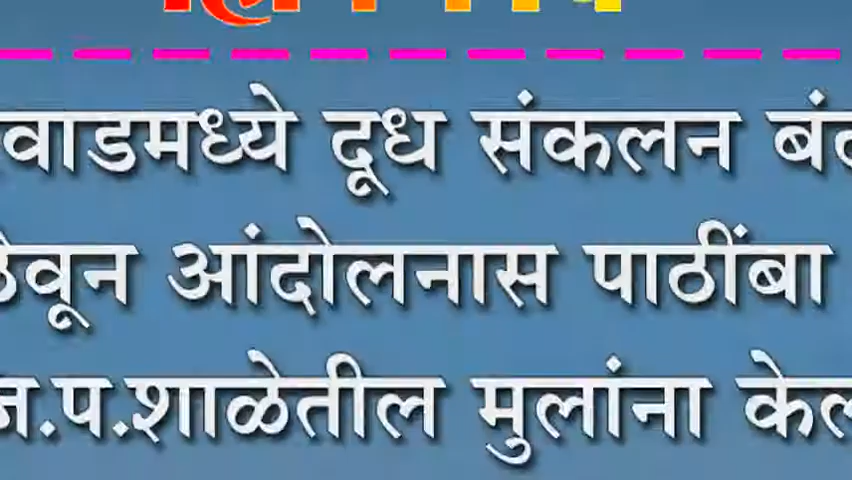 वाडमध्ये दूध संकलन
ठेवून आंदोलनास पाठींबा
ज.प.शाळेतील मुलांना